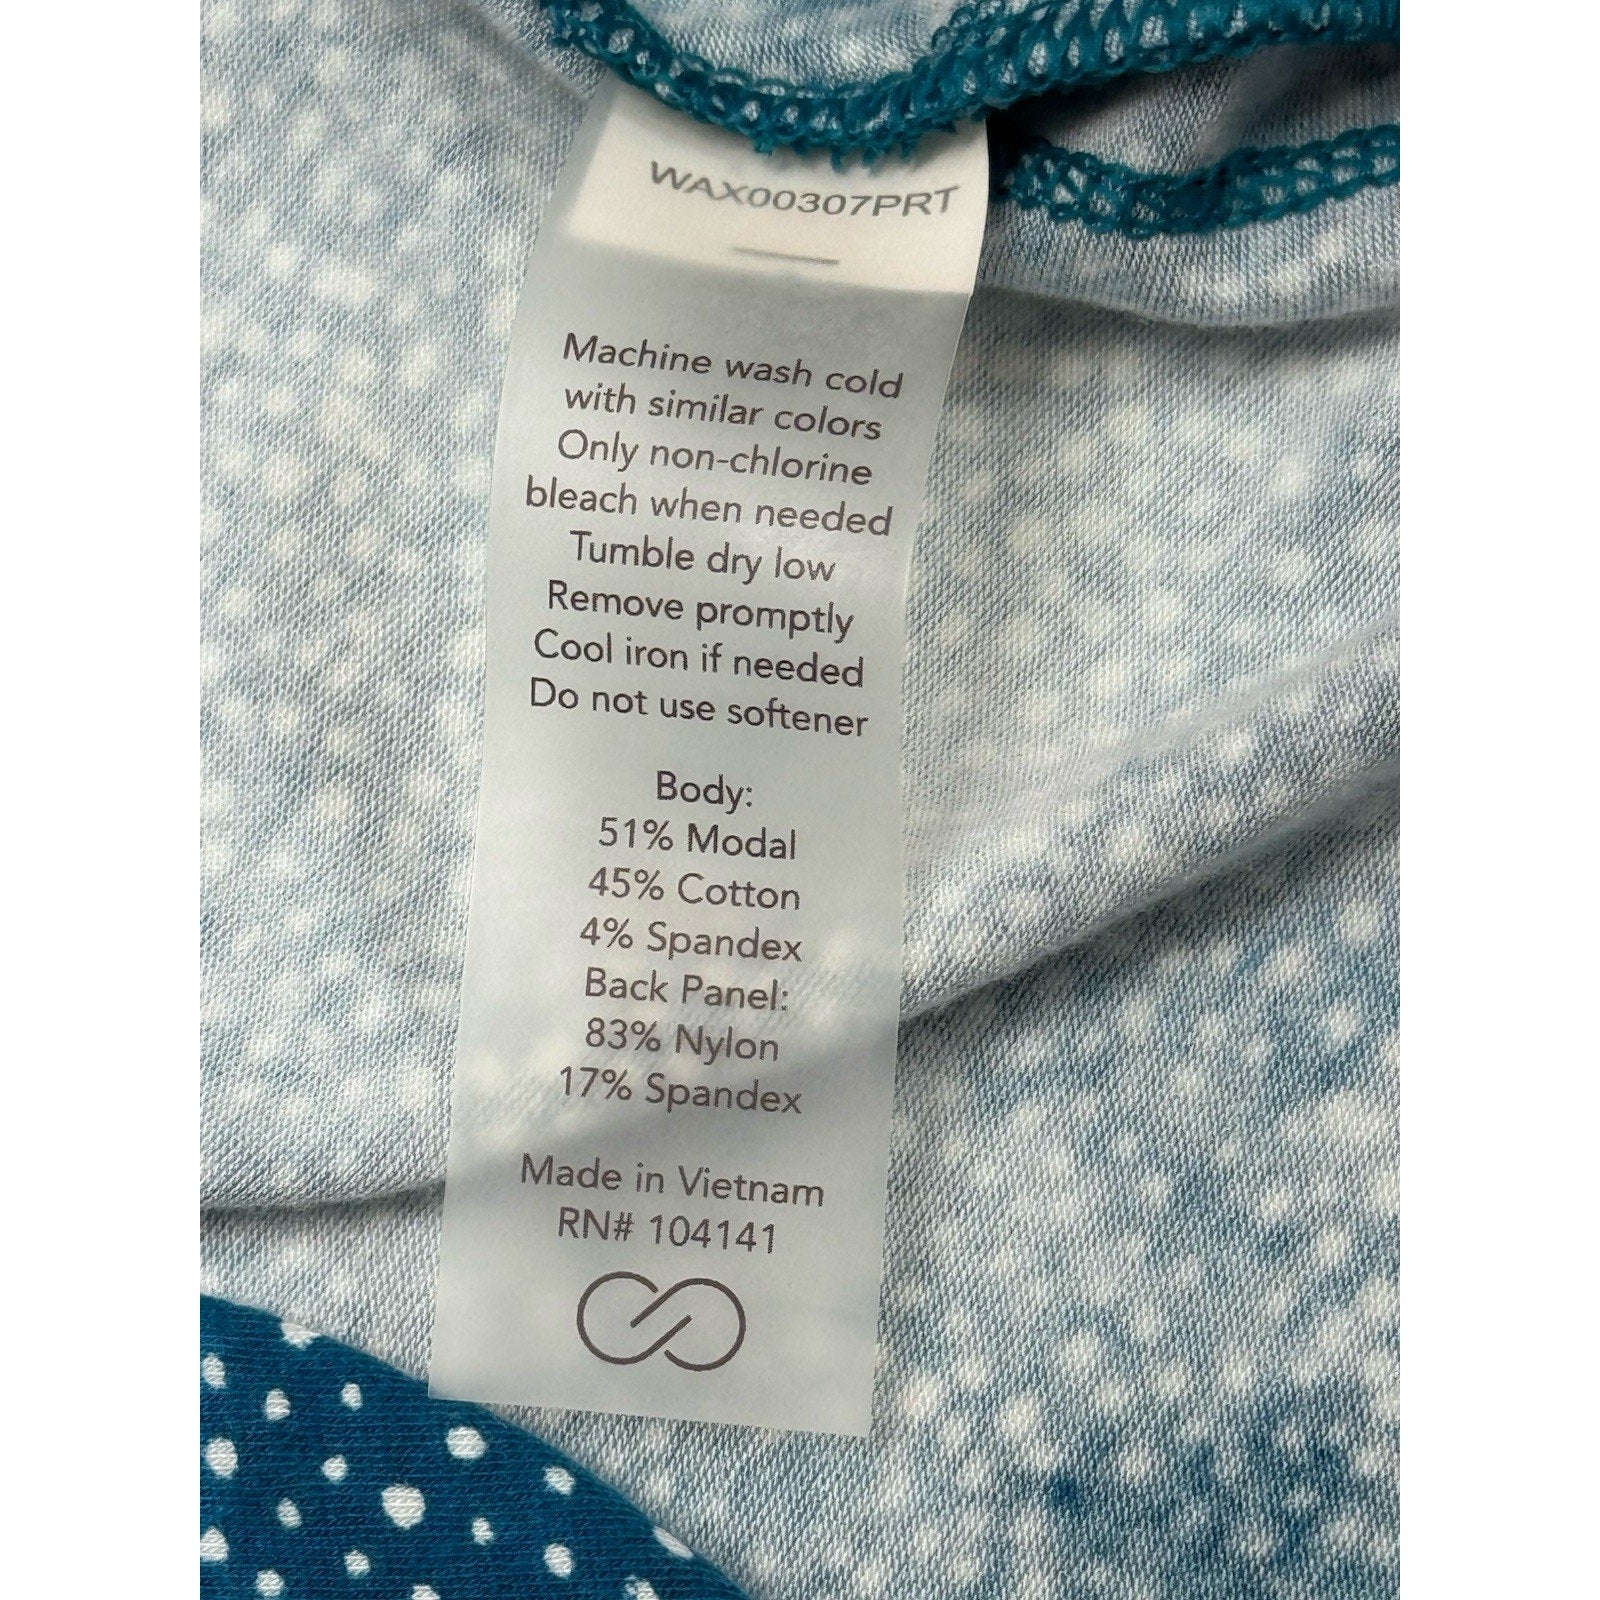 WAX00307PRT
Machine wash cold
with similar colors
Only non-chlorine
bleach when needed
Tumble dry low
Remove promptly
Cool iron if needed
Do not use softener
Body:
51% Modal
45% Cotton
4% Spandex
Back Panel:
83% Nylon
17% Spandex
Made in Vietnam
RN# 104141